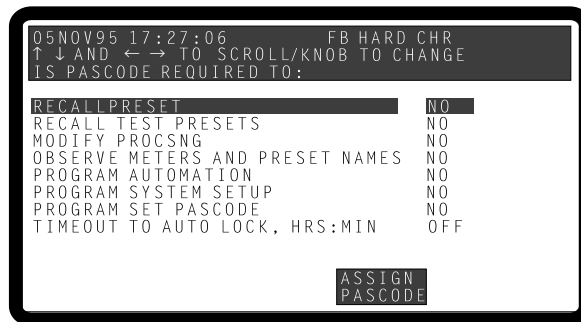 05NOV95 17:27:06 FB HARD CHR
↑ ↓ AND ← → TO SCROLL/KNOB TO CHANGE
IS PASCODE REQUIRED TO:
RECALLPRESET NO
RECALL TEST PRESETS NO
MODIFY PROCSNG NO
OBSERVE METERS AND PRESET NAMES NO
PROGRAM AUTOMATION NO
PROGRAM SYSTEM SETUP NO
PROGRAM SET PASCODE NO
TIMEOUT TO AUTO LOCK, HRS:MIN OFF
ASSIGN
PASCODE